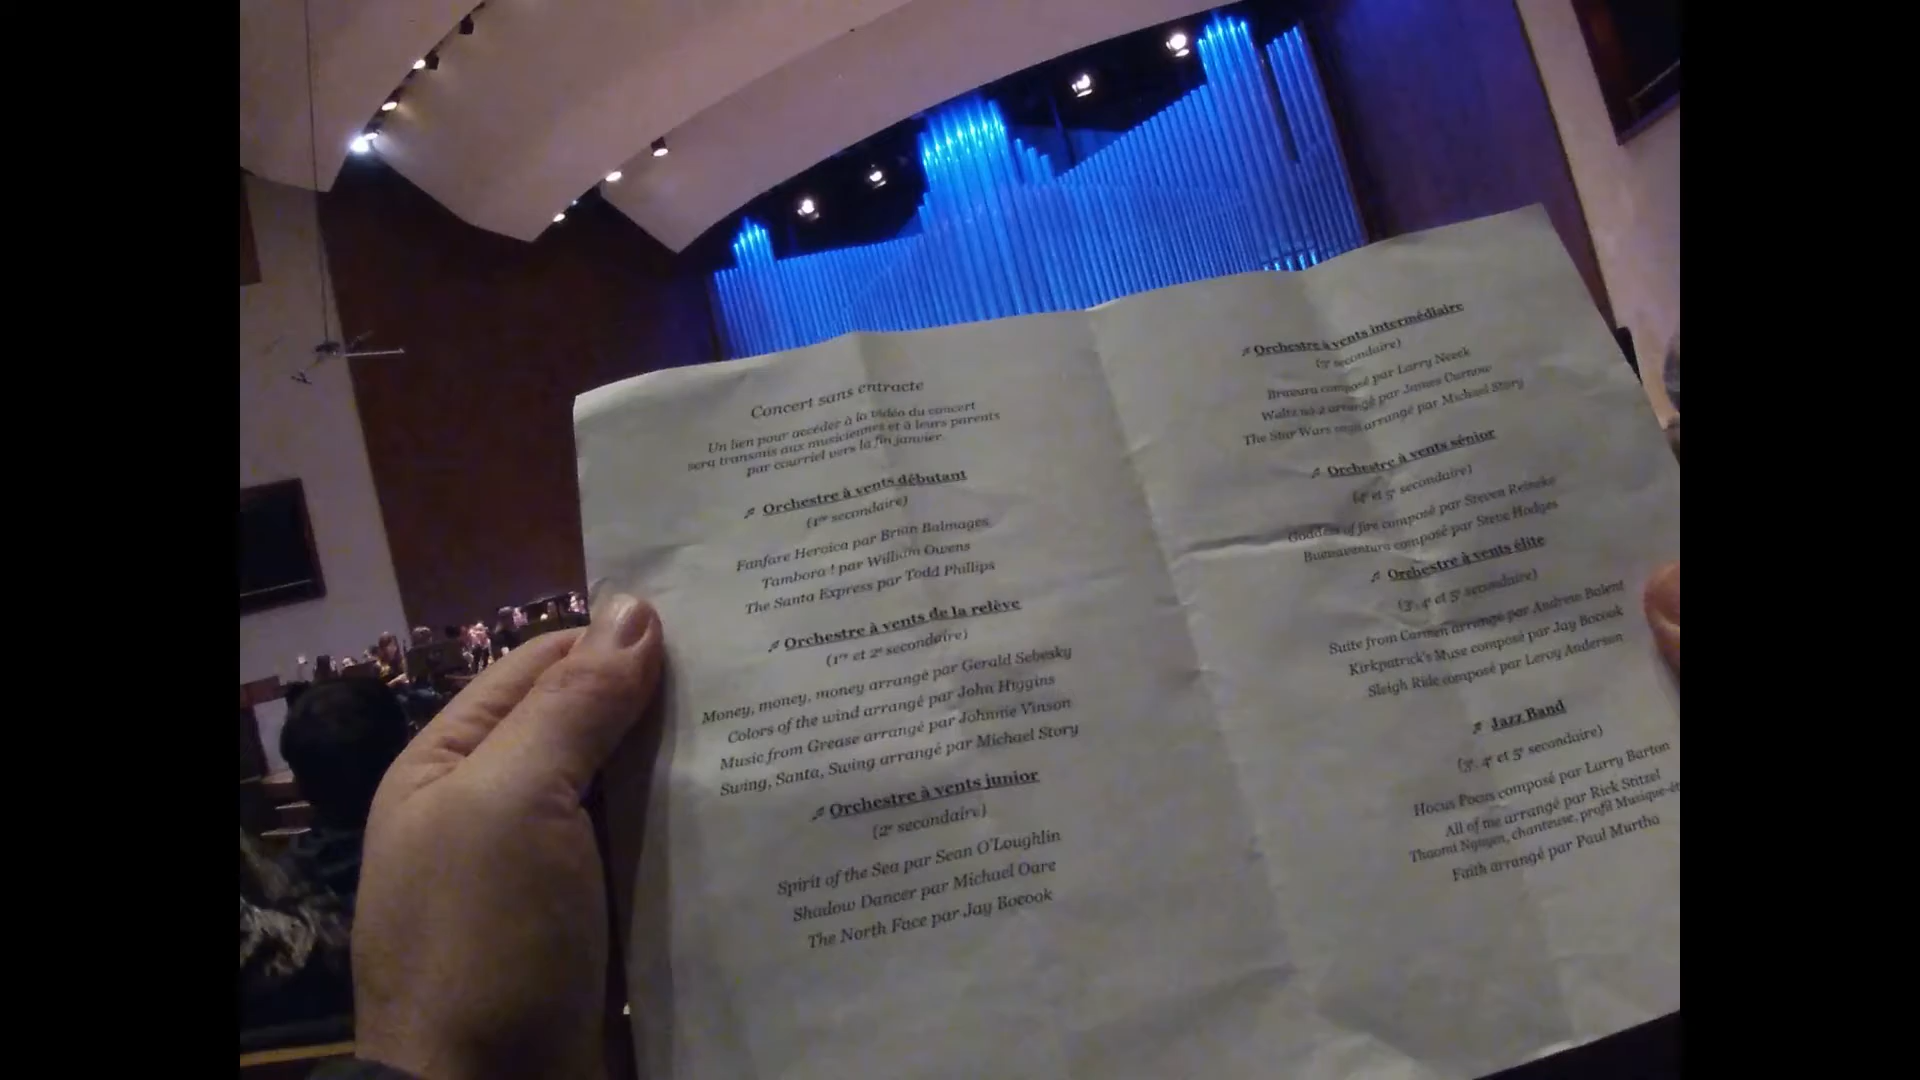 Concert sans entracte
Un lien pour accéder à la vidéo du concert
sera transmis aux musiciennes et à leurs parents
par courriel vers la fin janvier.
♬ Orchestre à vents débutant
(1re secondaire)
Fanfare Heroica par Brian Balmages
Tambora ! par William Owens
The Santa Express par Todd Phillips
♬ Orchestre à vents de la relève
(1re et 2e secondaire)
Money, money, money arrangé par Gerald Sebesky
Colors of the wind arrangé par John Higgins
Music from Grease arrangé par Johnnie Vinson
Swing, Santa, Swing arrangé par Michael Story
♬ Orchestre à vents junior
(2e secondaire)
Spirit of the Sea par Sean O'Loughlin
Shadow Dancer par Michael Oare
The North Face par Jay Bocook
♬ Orchestre à vents intermédiaire
(3e secondaire)
Bravura composé par Larry Neeck
Waltz no 2 arrangé par James Curnow
The Star Wars saga arrangé par Michael Story
♬ Orchestre à vents sénior
(4e et 5e secondaire)
Goddess of fire composé par Steven Reineke
Buenaventura composé par Steve Hodges
♬ Orchestre à vents élite
(3e, 4e et 5e secondaire)
Suite from Carmen arrangé par Andrew Balent
Kirkpatrick's Muse composé par Jay Bocook
Sleigh Ride composé par Leroy Anderson
♬ Jazz Band
(3e, 4e et 5e secondaire)
Hocus Pocus composé par Larry Barton
All of me arrangé par Rick Stitzel
Thaomi Nguyen, chanteuse, profil Musique-ét
Faith arrangé par Paul Murtha